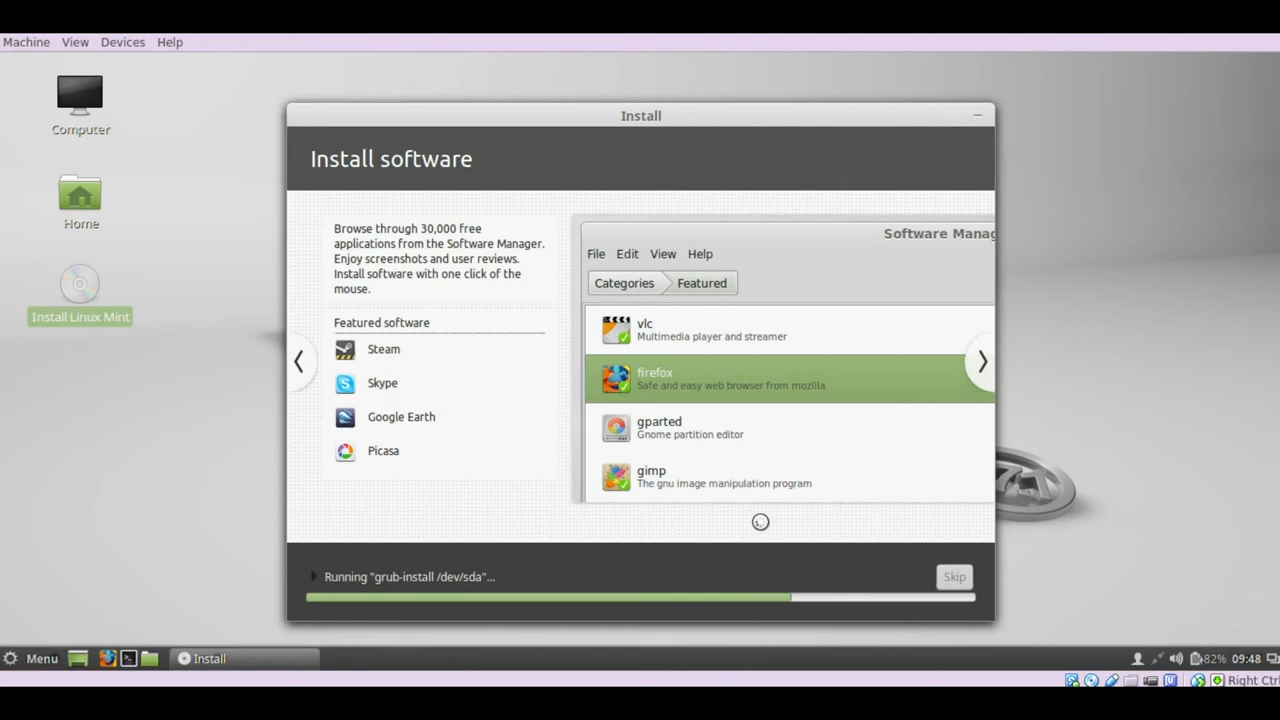 Machine View Devices Help
Computer
Home
Install Linux Mint
Install
Install software
Browse through 30,000 free
applications from the Software Manager.
Enjoy screenshots and user reviews.
Install software with one click of the
mouse.
Featured software
Steam
Skype
Google Earth
Picasa
Software Manag
File Edit View Help
Categories Featured
vlc
Multimedia player and streamer
firefox
Safe and easy web browser from mozilla
gparted
Gnome partition editor
gimp
The gnu image manipulation program
Running "grub-install /dev/sda"...
Skip
Menu Install 82% 09:48
Right Ctrl